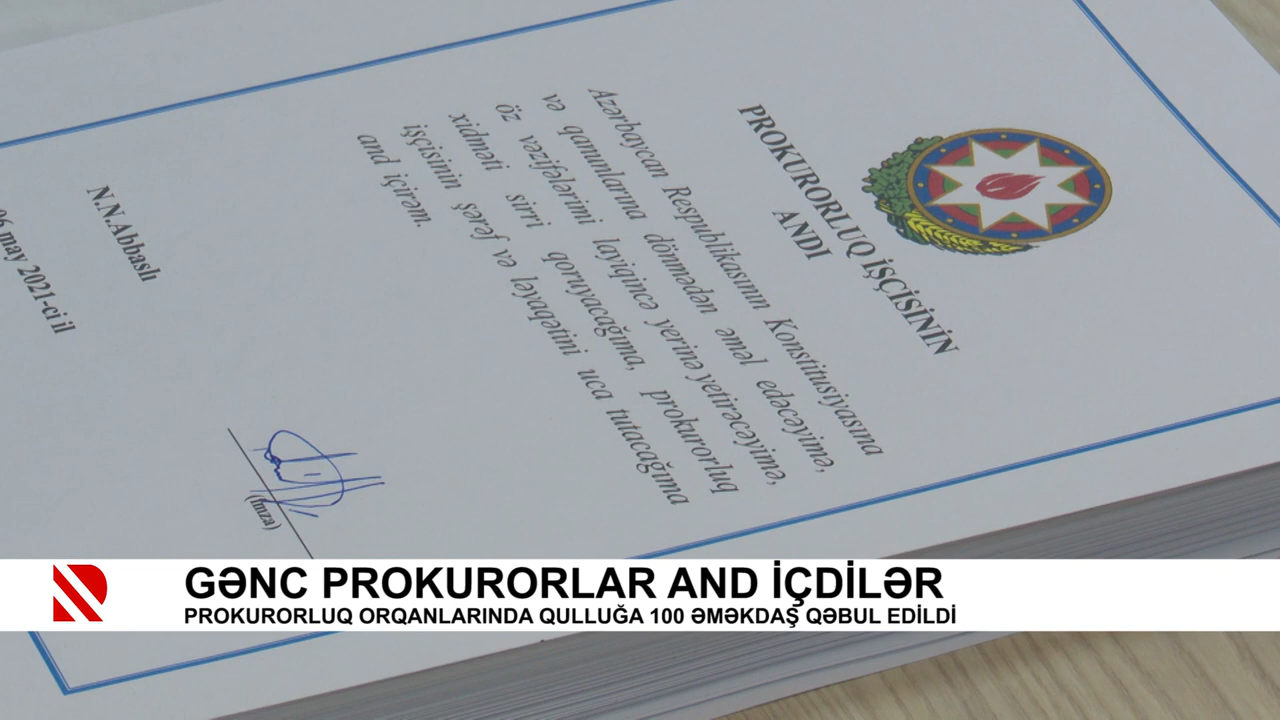 PROKURORLUQ İŞÇİSİNİN
ANDI
Azərbaycan Respublikasının Konstitusiyasına
və qanunlarına dönmədən əməl edəcəyimə,
öz vəzifələrimi layiqincə yerinə yetirəcəyimə,
xidməti sirri qoruyacağıma, prokurorluq
işçisinin şərəf və ləyaqətini uca tutacağıma
and içirəm.
N.N.Abbaslı
(imza)
06 may 2021-ci il
GƏNC PROKURORLAR AND İÇDİLƏR
PROKURORLUQ ORQANLARINDA QULLUĞA 100 ƏMƏKDAŞ QƏBUL EDİLDİ